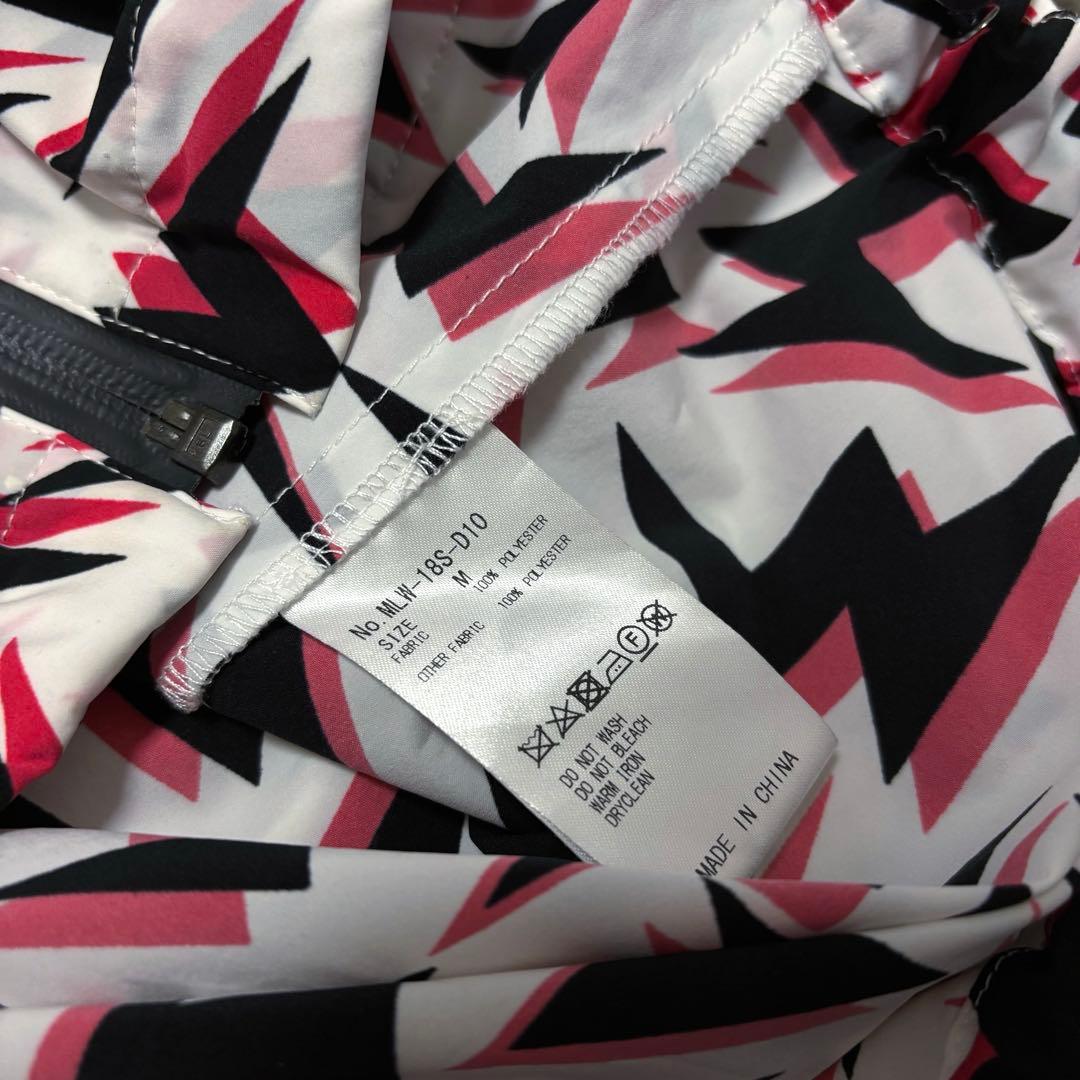 No. MLW-18S-D10
SIZE M
FABRIC 100% POLYESTER
OTHER FABRIC 100% POLYESTER
F
DO NOT WASH
DO NOT BLEACH
WARM IRON
DRYCLEAN
MADE IN CHINA